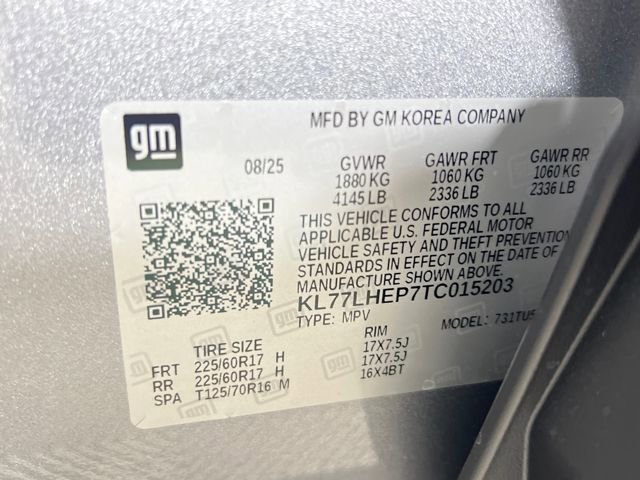 gm
MFD BY GM KOREA COMPANY
08/25 GVWR GAWR FRT GAWR RR
1880 KG 1060 KG 1060 KG
4145 LB 2336 LB 2336 LB
THIS VEHICLE CONFORMS TO ALL
APPLICABLE U.S. FEDERAL MOTOR
VEHICLE SAFETY AND THEFT PREVENTION
STANDARDS IN EFFECT ON THE DATE OF
MANUFACTURE SHOWN ABOVE.
KL77LHEP7TC015203
TYPE: MPV MODEL: 731TU5
TIRE SIZE RIM
FRT 225/60R17 H 17X7.5J
RR 225/60R17 H 17X7.5J
SPA T125/70R16 M 16X4BT